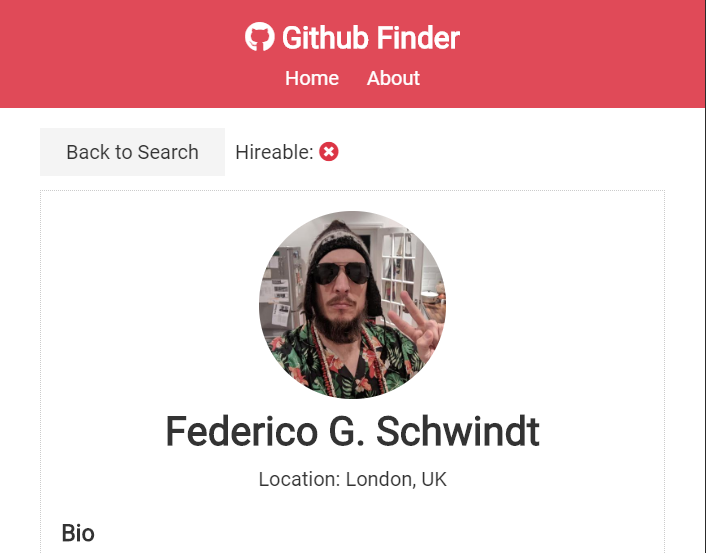 Github Finder
Home About
Back to Search Hireable:
Federico G. Schwindt
Location: London, UK
Bio